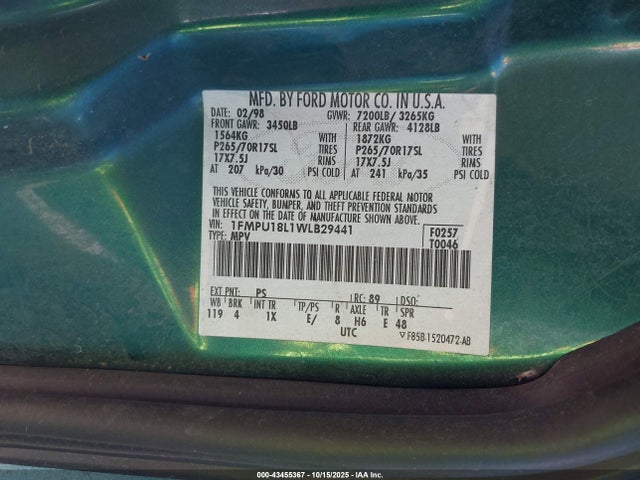 MFD. BY FORD MOTOR CO. IN U.S.A.
DATE: 02/98 GVWR: 7200LB/ 3265KG
FRONT GAWR: 3450LB REAR GAWR: 4128LB
1564KG WITH 1872KG WITH
P265/70R17SL TIRES P265/70R17SL TIRES
17X7.5J RIMS 17X7.5J RIMS
AT 207 kPa/30 PSI COLD AT 241 kPa/35 PSI COLD
THIS VEHICLE CONFORMS TO ALL APPLICABLE FEDERAL MOTOR
VEHICLE SAFETY, BUMPER, AND THEFT PREVENTION STANDARDS
IN EFFECT ON THE DATE OF MANUFACTURE SHOWN ABOVE.
VIN: 1FMPU18L1WLB29441 F0257
TYPE: MPV T0046
EXT PNT: PS RC: 89 DSO:
WB BRK INT TR TP/PS R AXLE TR SPR
119 4 1X E/ 8 H6 E 48
UTC ▽F85B-1520472-AB
000-43455367 - 10/15/2025 - IAA Inc.